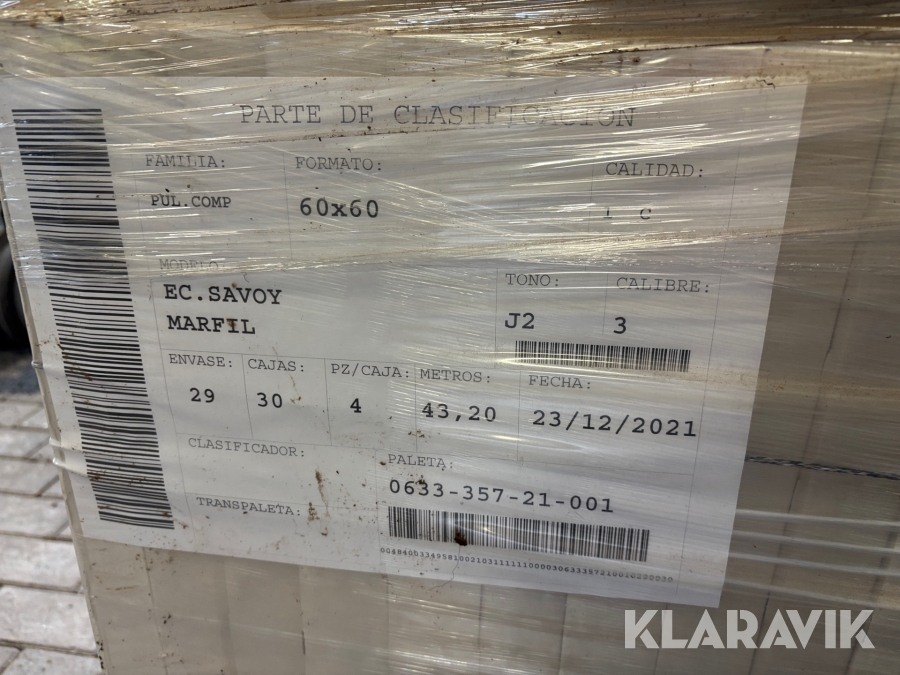 PARTE DE CLASIFICACION
FAMILIA: FORMATO: CALIDAD:
PUL.COMP 60x60 1 C
MODELO:
EC.SAVOY
MARFIL
TONO: CALIBRE:
J2 3
ENVASE: CAJAS: PZ/CAJA: METROS: FECHA:
29 30 4 43,20 23/12/2021
CLASIFICADOR:
PALETA:
0633-357-21-001
TRANSPALETA:
KLARAVIK